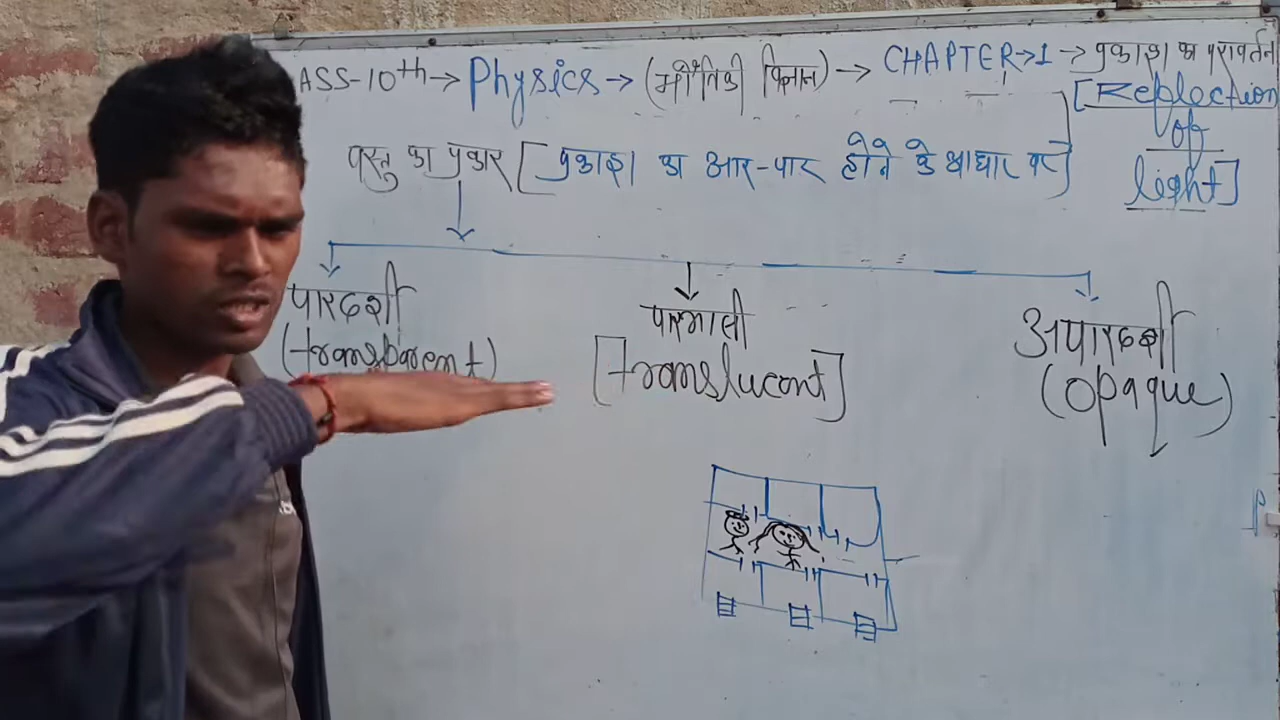 ASS-10th→Physics→(भौतिकी विज्ञान)→CHAPTER→1→प्रकाश का परावर्तन
[Reflection of light]
वस्तु का प्रकार [प्रकाश का आर-पार होने के आधार पर]
पारदर्शी
(transparent)
पारभासी
[translucent]
अपारदर्शी
(Opaque)